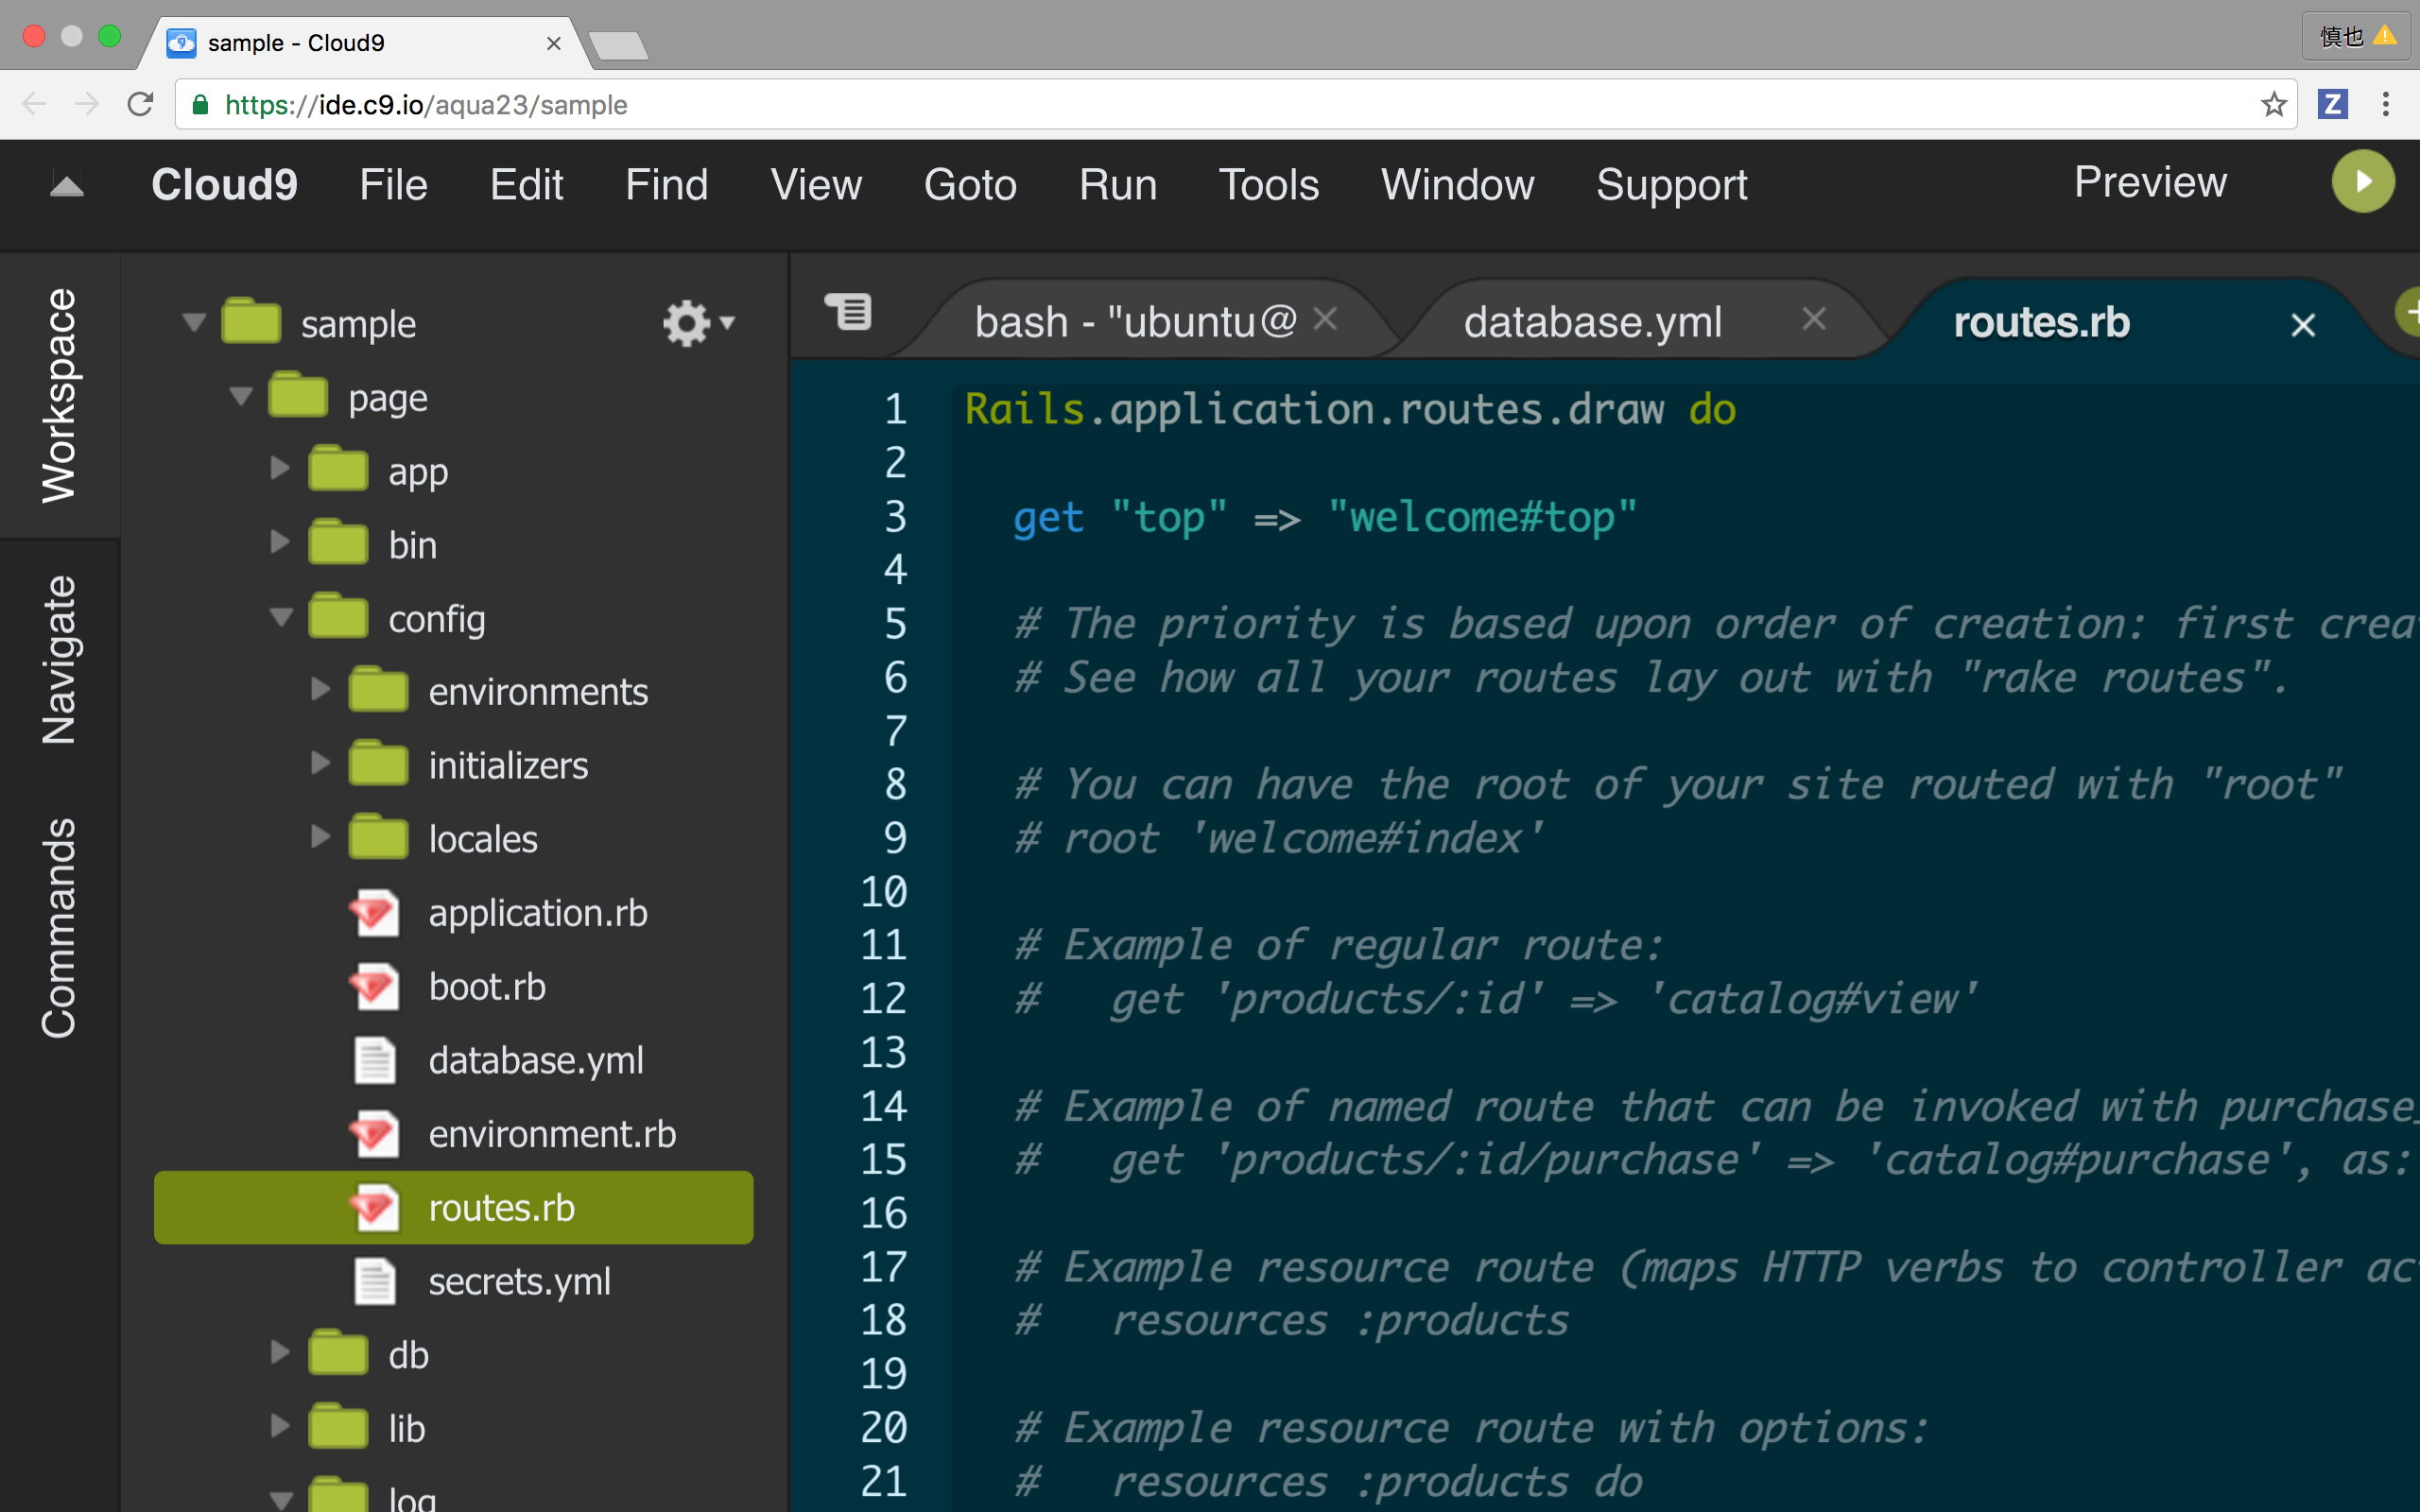 sample - Cloud9
慎也
https://ide.c9.io/aqua23/sample
Z
Cloud9 File Edit Find View Goto Run Tools Window Support Preview
Workspace
Navigate
Commands
sample
page
app
bin
config
environments
initializers
locales
application.rb
boot.rb
database.yml
environment.rb
routes.rb
secrets.yml
db
lib
log
bash - "ubuntu@ database.yml routes.rb
1 Rails.application.routes.draw do
2
3 get "top" => "welcome#top"
4
5 # The priority is based upon order of creation: first crea
6 # See how all your routes lay out with "rake routes".
7
8 # You can have the root of your site routed with "root"
9 # root 'welcome#index'
10
11 # Example of regular route:
12 # get 'products/:id' => 'catalog#view'
13
14 # Example of named route that can be invoked with purchase_
15 # get 'products/:id/purchase' => 'catalog#purchase', as:
16
17 # Example resource route (maps HTTP verbs to controller ac
18 # resources :products
19
20 # Example resource route with options:
21 # resources :products do